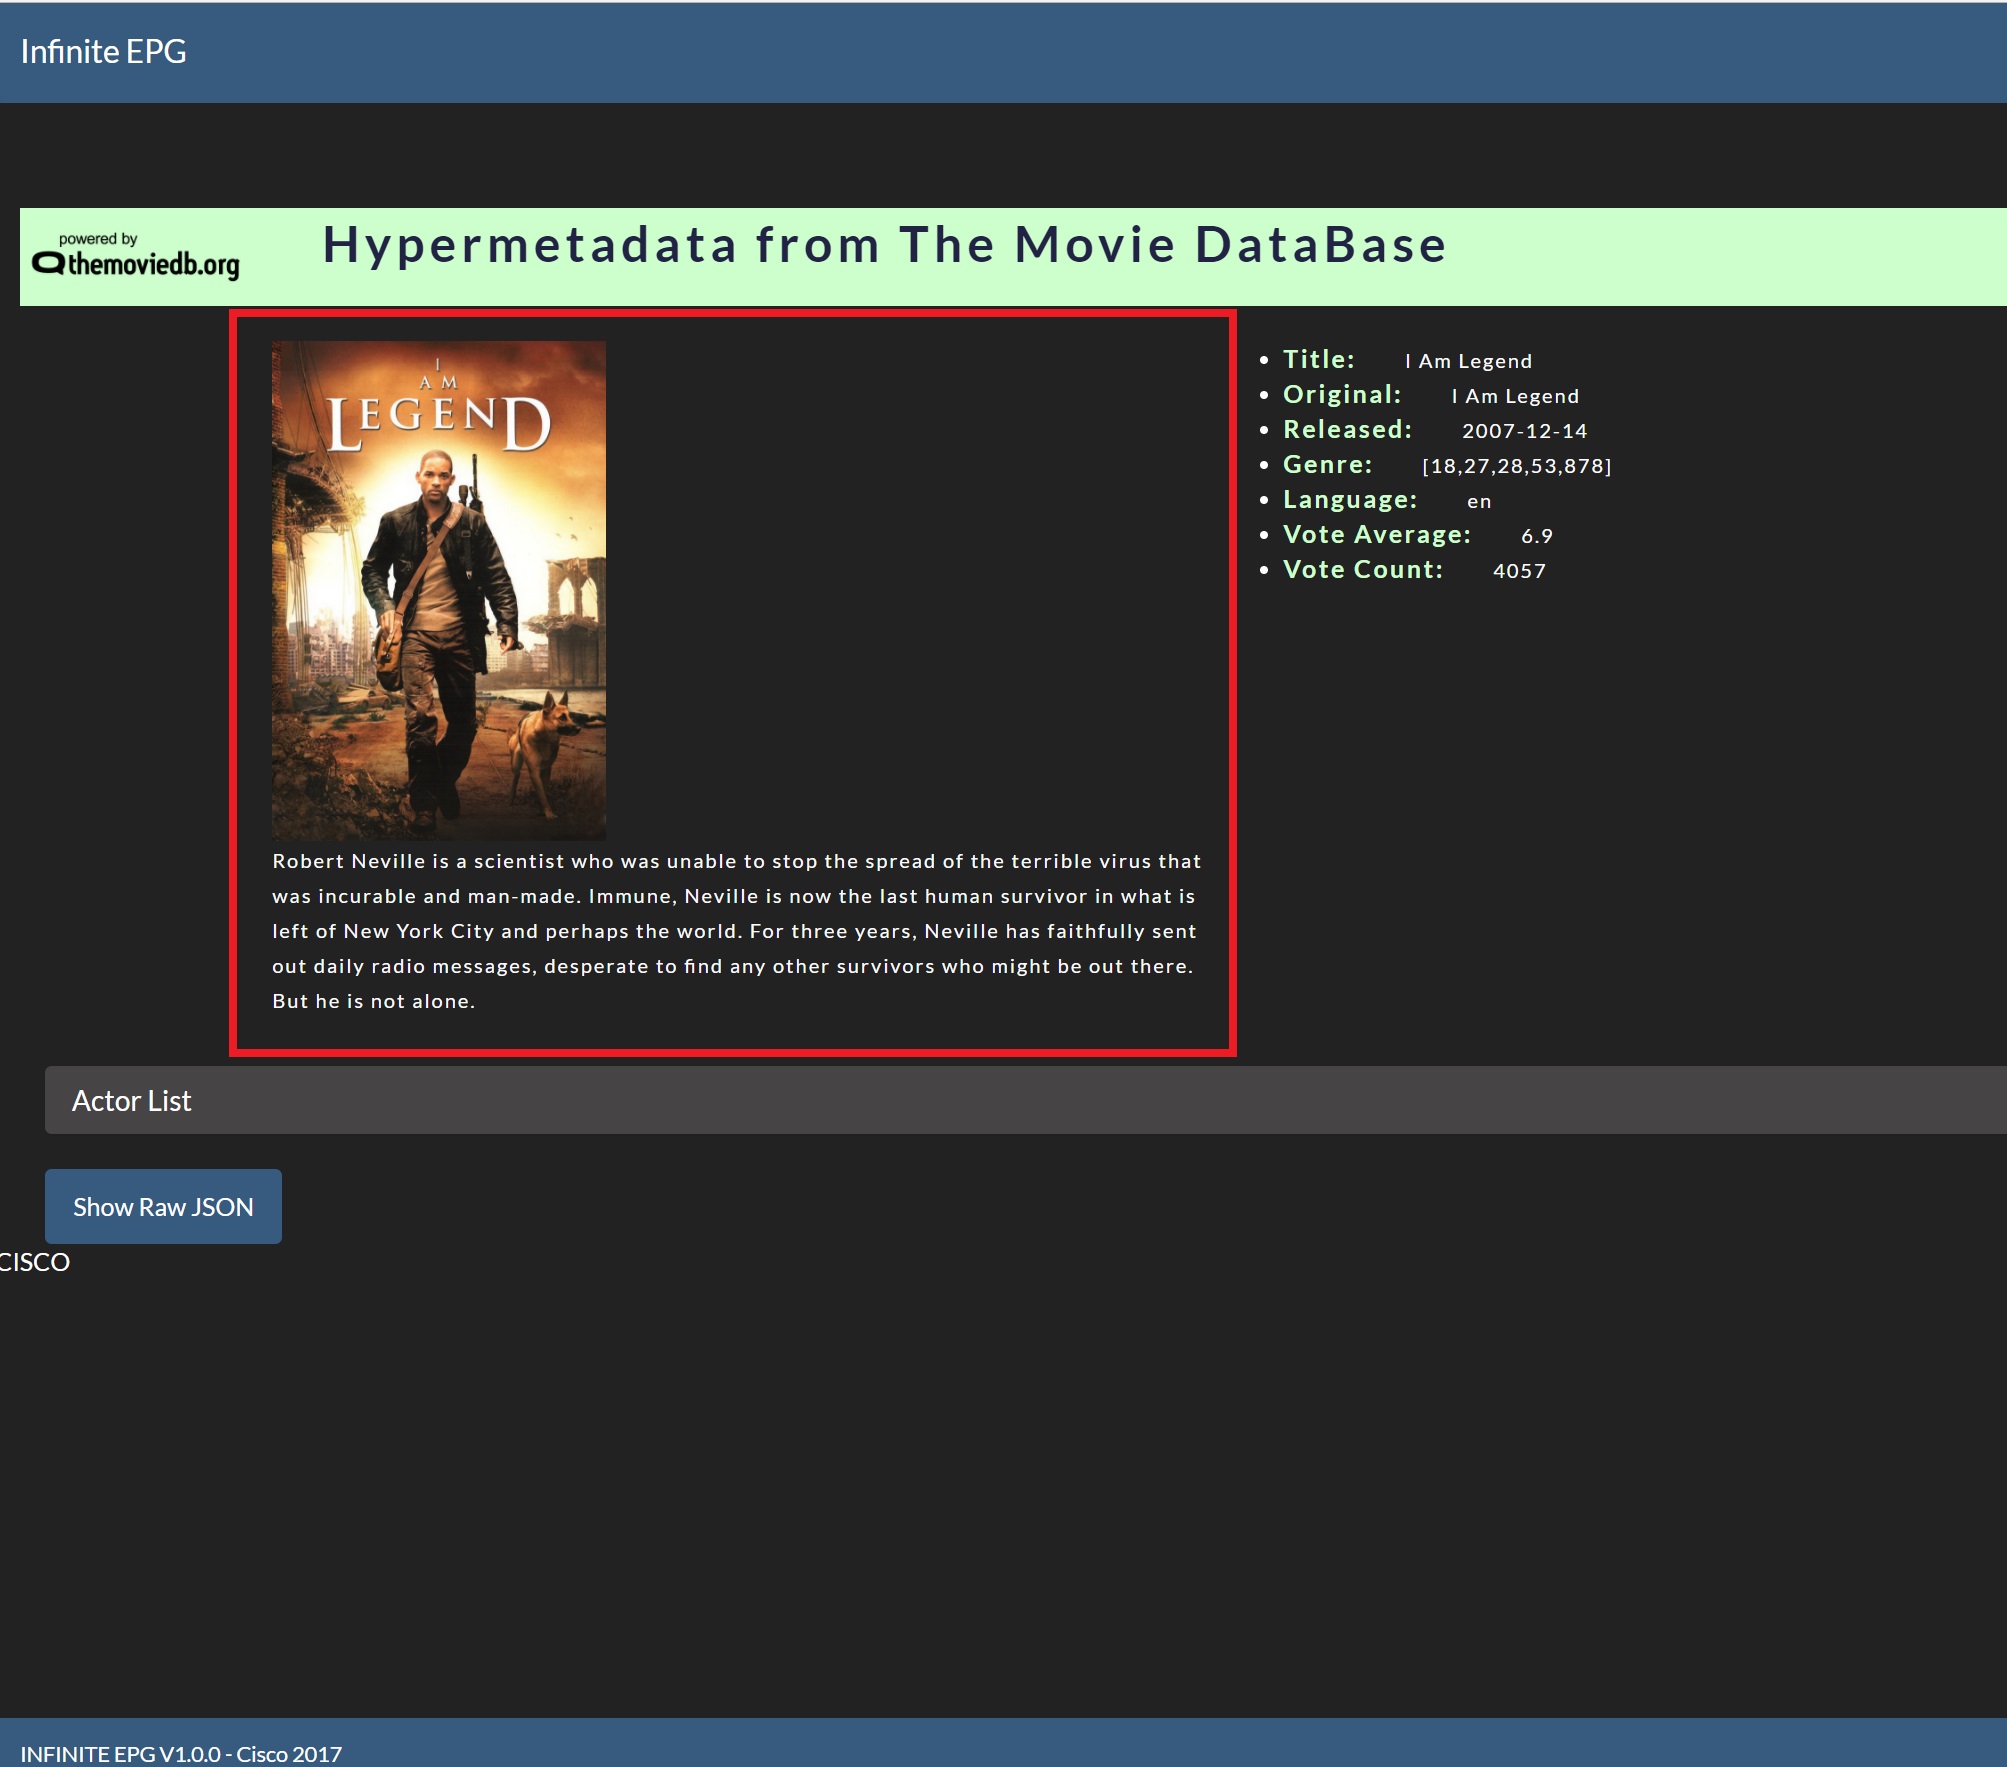 Infinite EPG
powered by
themoviedb.org
Hypermetadata from The Movie DataBase
I
AM
LEGEND
Robert Neville is a scientist who was unable to stop the spread of the terrible virus that
was incurable and man-made. Immune, Neville is now the last human survivor in what is
left of New York City and perhaps the world. For three years, Neville has faithfully sent
out daily radio messages, desperate to find any other survivors who might be out there.
But he is not alone.
Title: I Am Legend
Original: I Am Legend
Released: 2007-12-14
Genre: [18,27,28,53,878]
Language: en
Vote Average: 6.9
Vote Count: 4057
Actor List
Show Raw JSON
CISCO
INFINITE EPG V1.0.0 - Cisco 2017